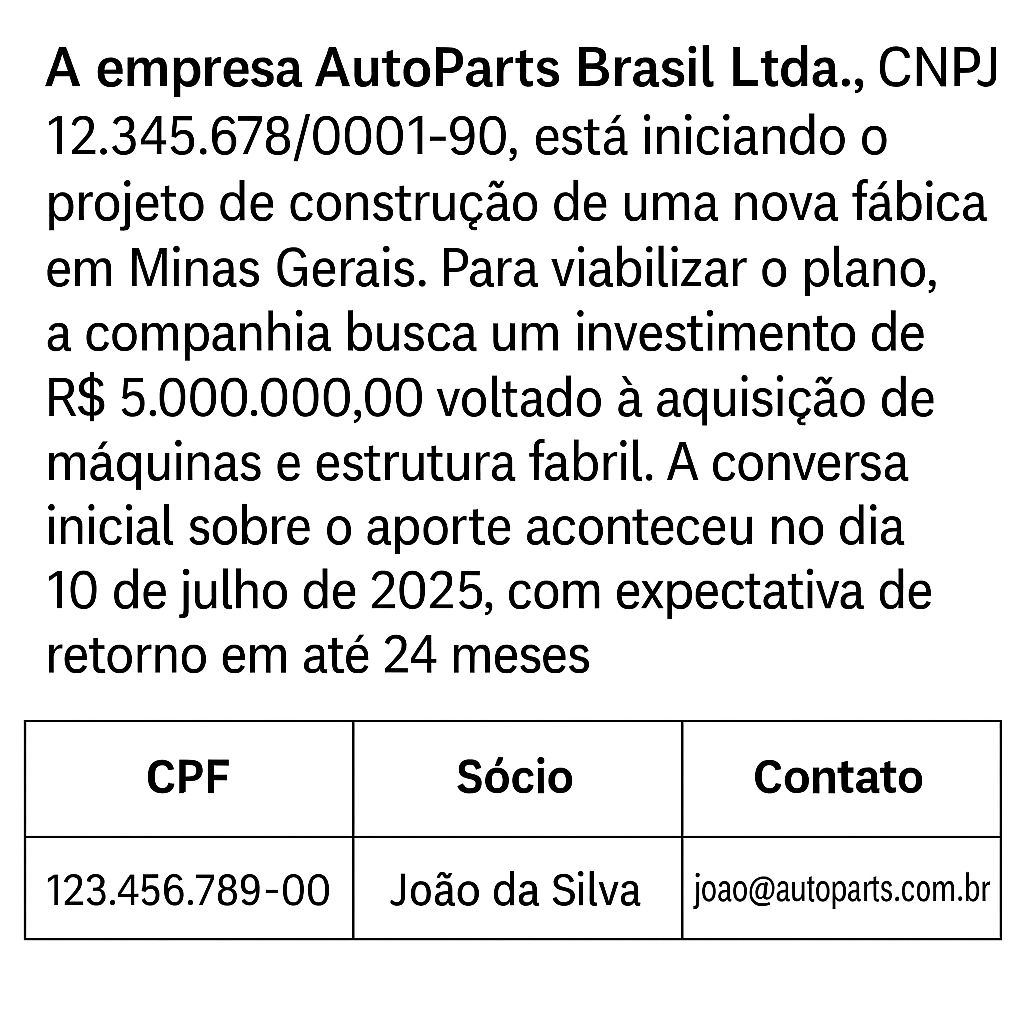 A empresa AutoParts Brasil Ltda., CNPJ
12.345.678/0001-90, está iniciando o
projeto de construção de uma nova fábica
em Minas Gerais. Para viabilizar o plano,
a companhia busca um investimento de
R$ 5.000.000,00 voltado à aquisição de
máquinas e estrutura fabril. A conversa
inicial sobre o aporte aconteceu no dia
10 de julho de 2025, com expectativa de
retorno em até 24 meses
CPF Sócio Contato
123.456.789-00 João da Silva joao@autoparts.com.br